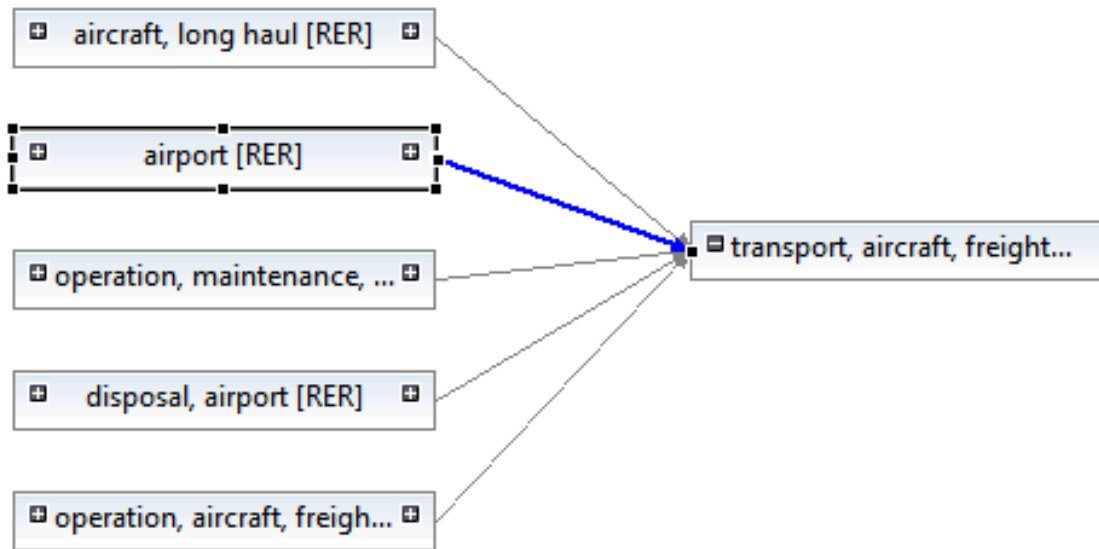 aircraft, long haul [RER]
airport [RER]
operation, maintenance, ...
transport, aircraft, freight...
disposal, airport [RER]
operation, aircraft, freigh...